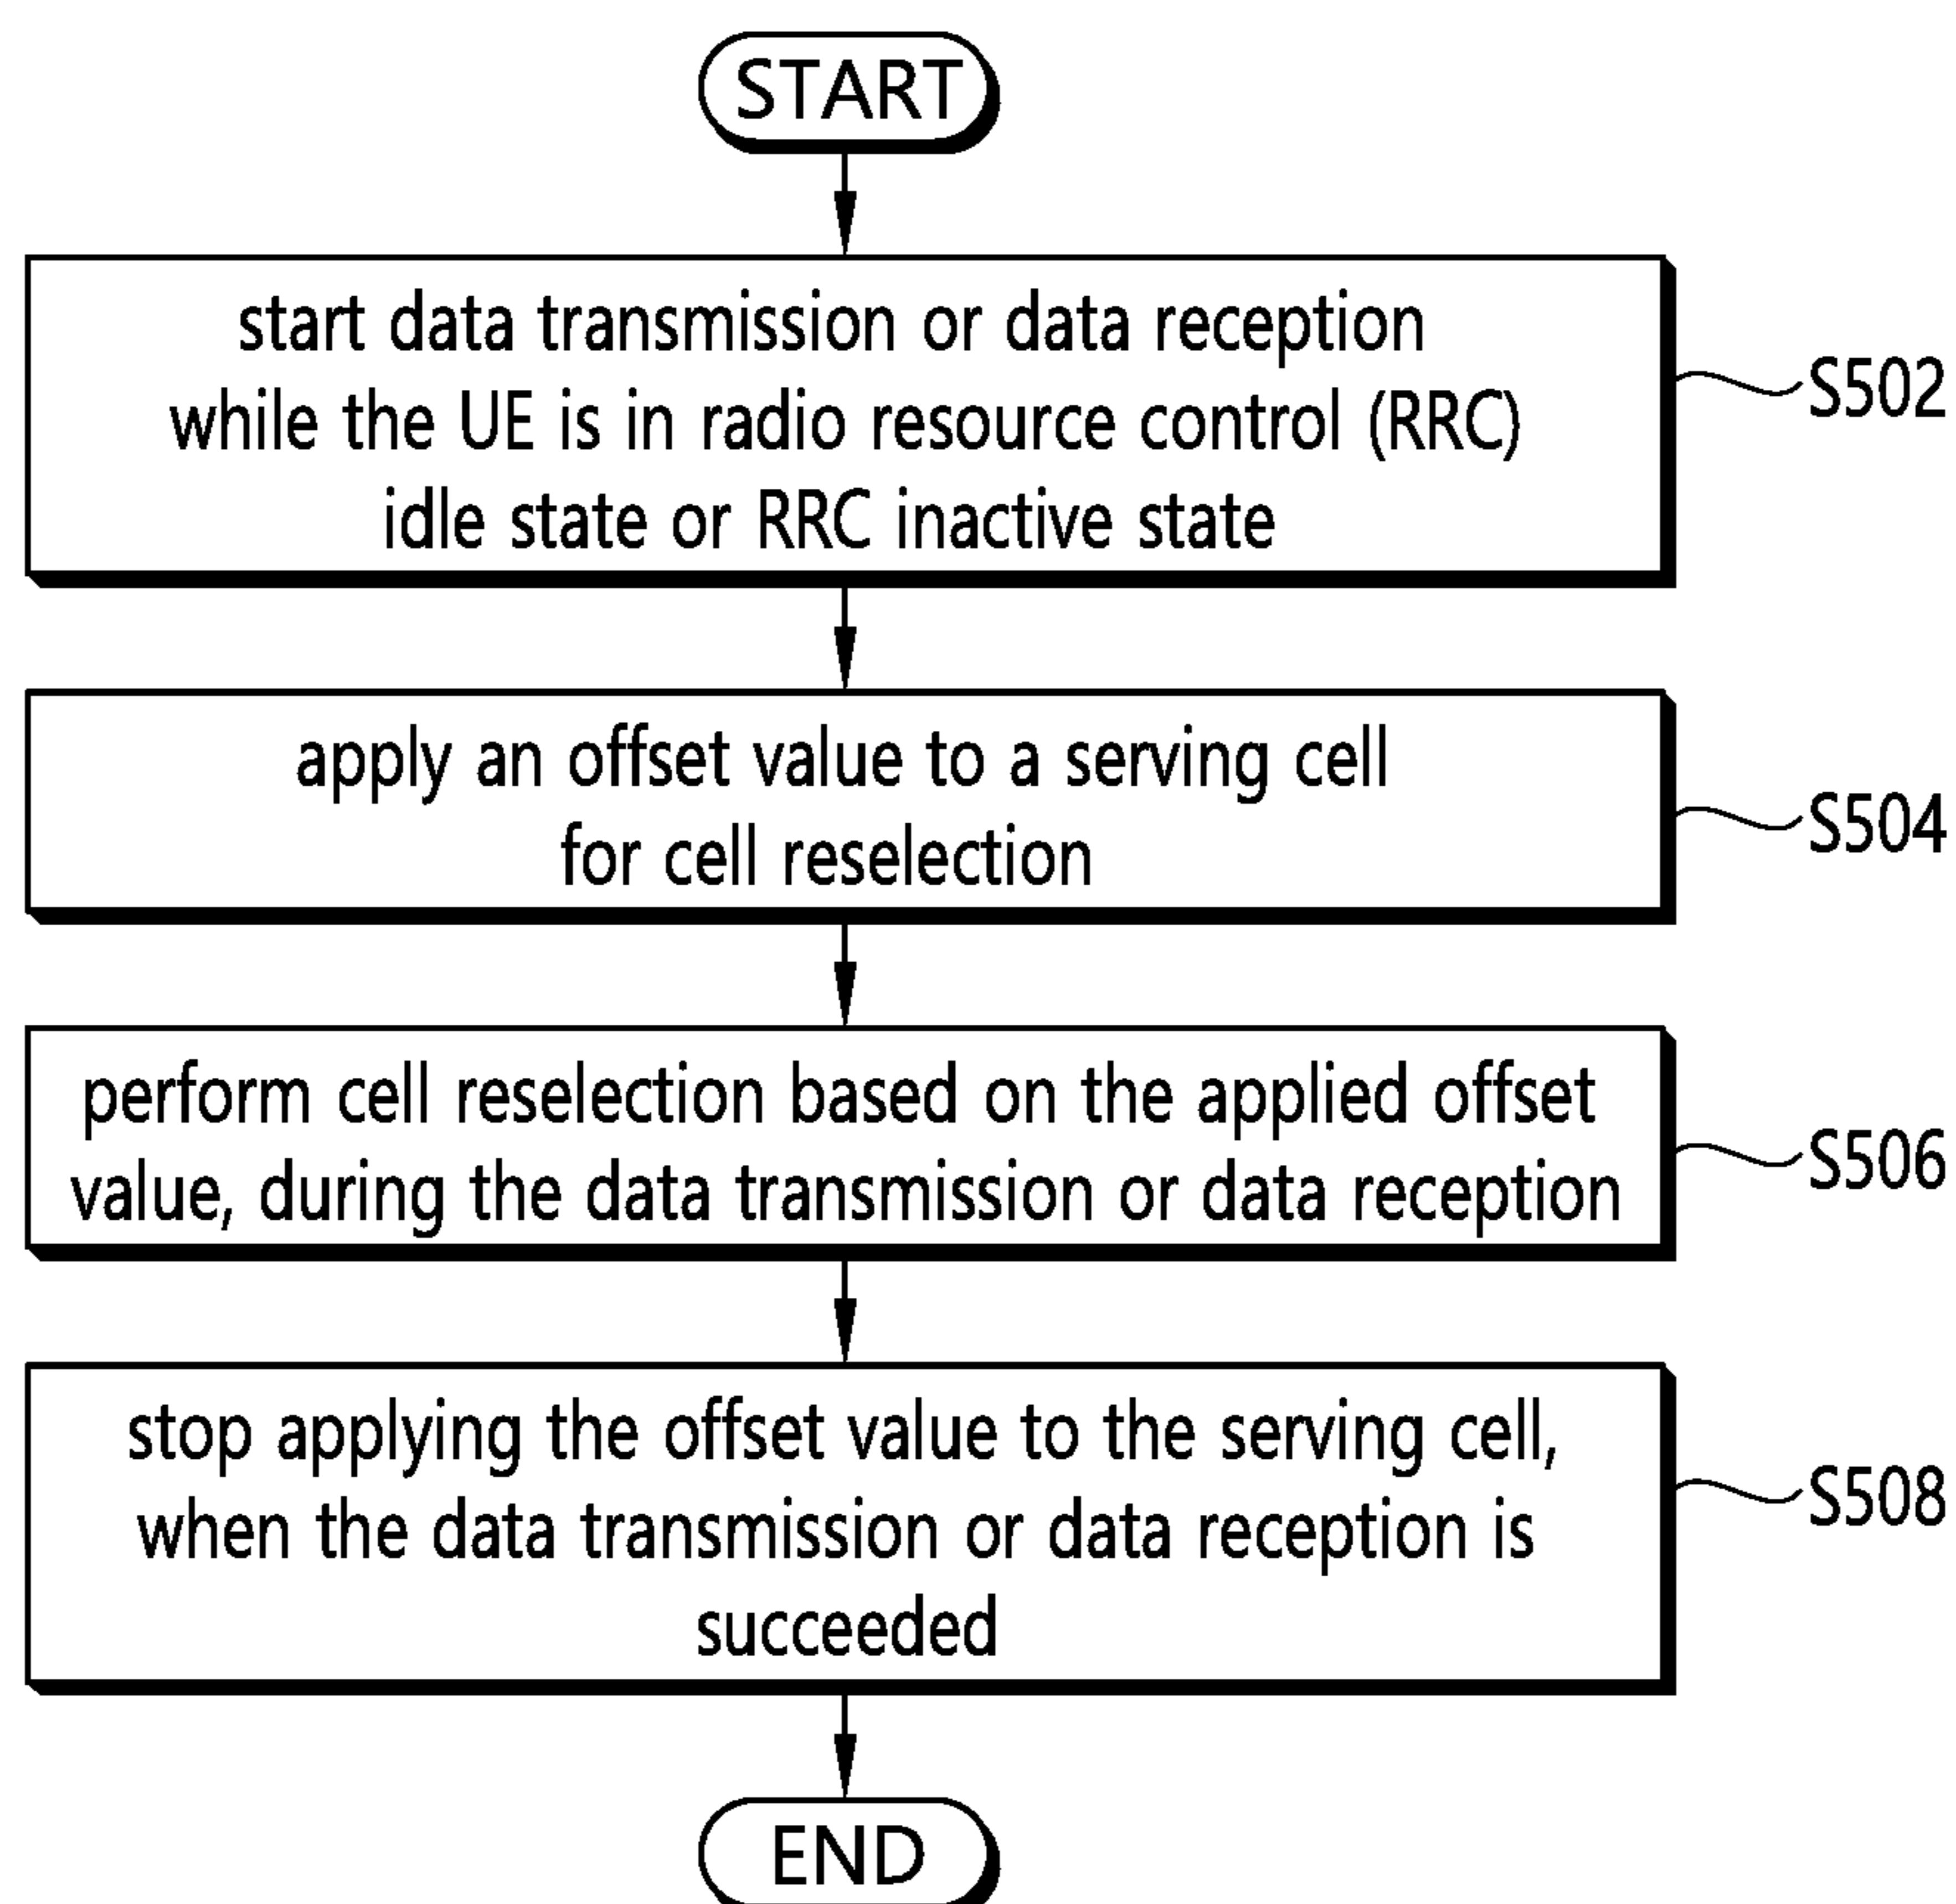 START
start data transmission or data reception
while the UE is in radio resource control (RRC)
idle state or RRC inactive state
S502
apply an offset value to a serving cell
for cell reselection
S504
perform cell reselection based on the applied offset
value, during the data transmission or data reception
S506
stop applying the offset value to the serving cell,
when the data transmission or data reception is
succeeded
S508
END